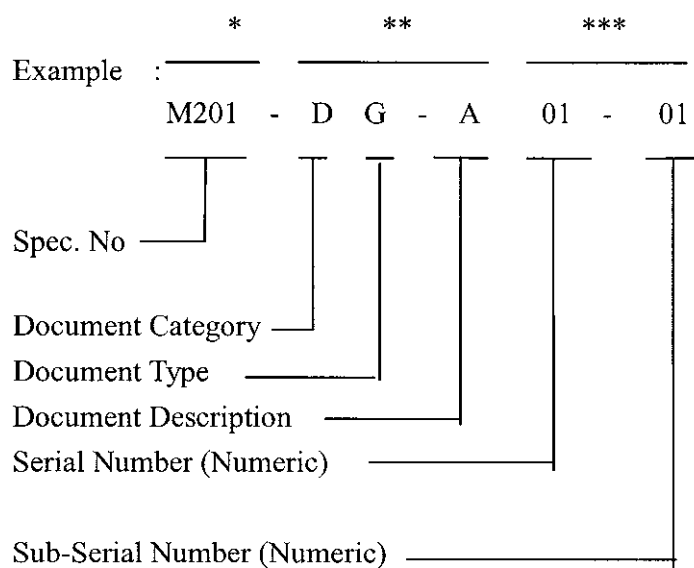 * ** ***
Example :
M201 - D G - A 01 - 01
Spec. No
Document Category
Document Type
Document Description
Serial Number (Numeric)
Sub-Serial Number (Numeric)